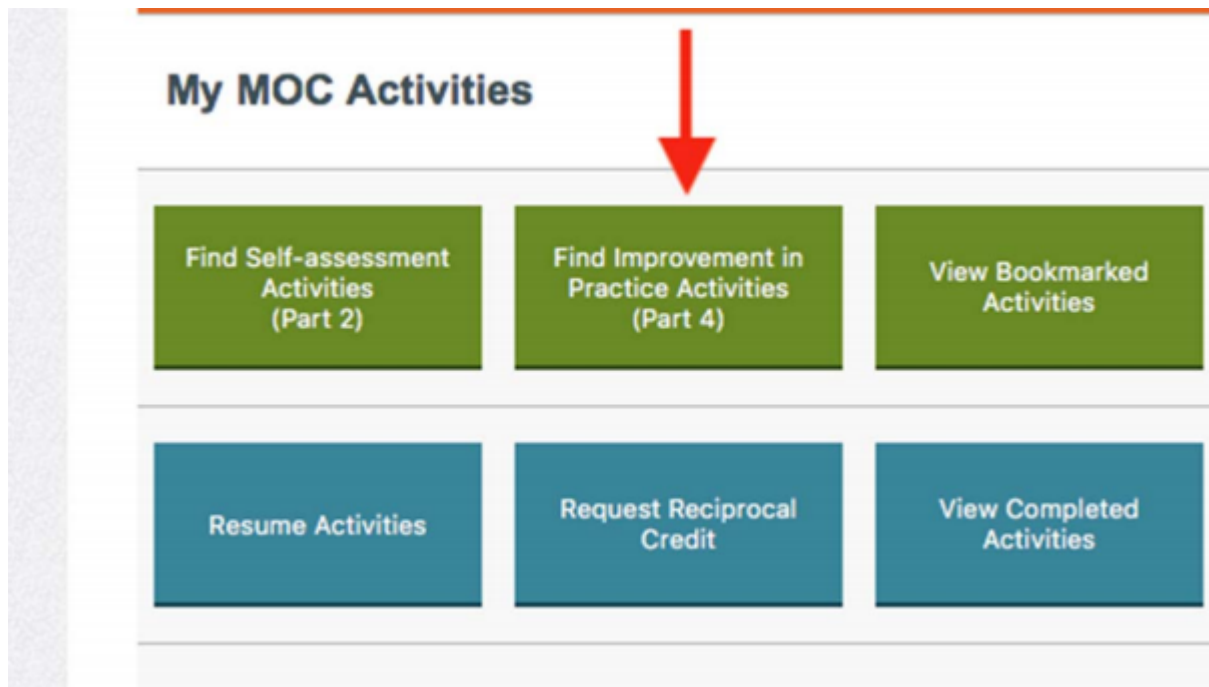 My MOC Activities
Find Self-assessment
Activities
(Part 2)
Find Improvement in
Practice Activities
(Part 4)
View Bookmarked
Activities
Resume Activities
Request Reciprocal
Credit
View Completed
Activities